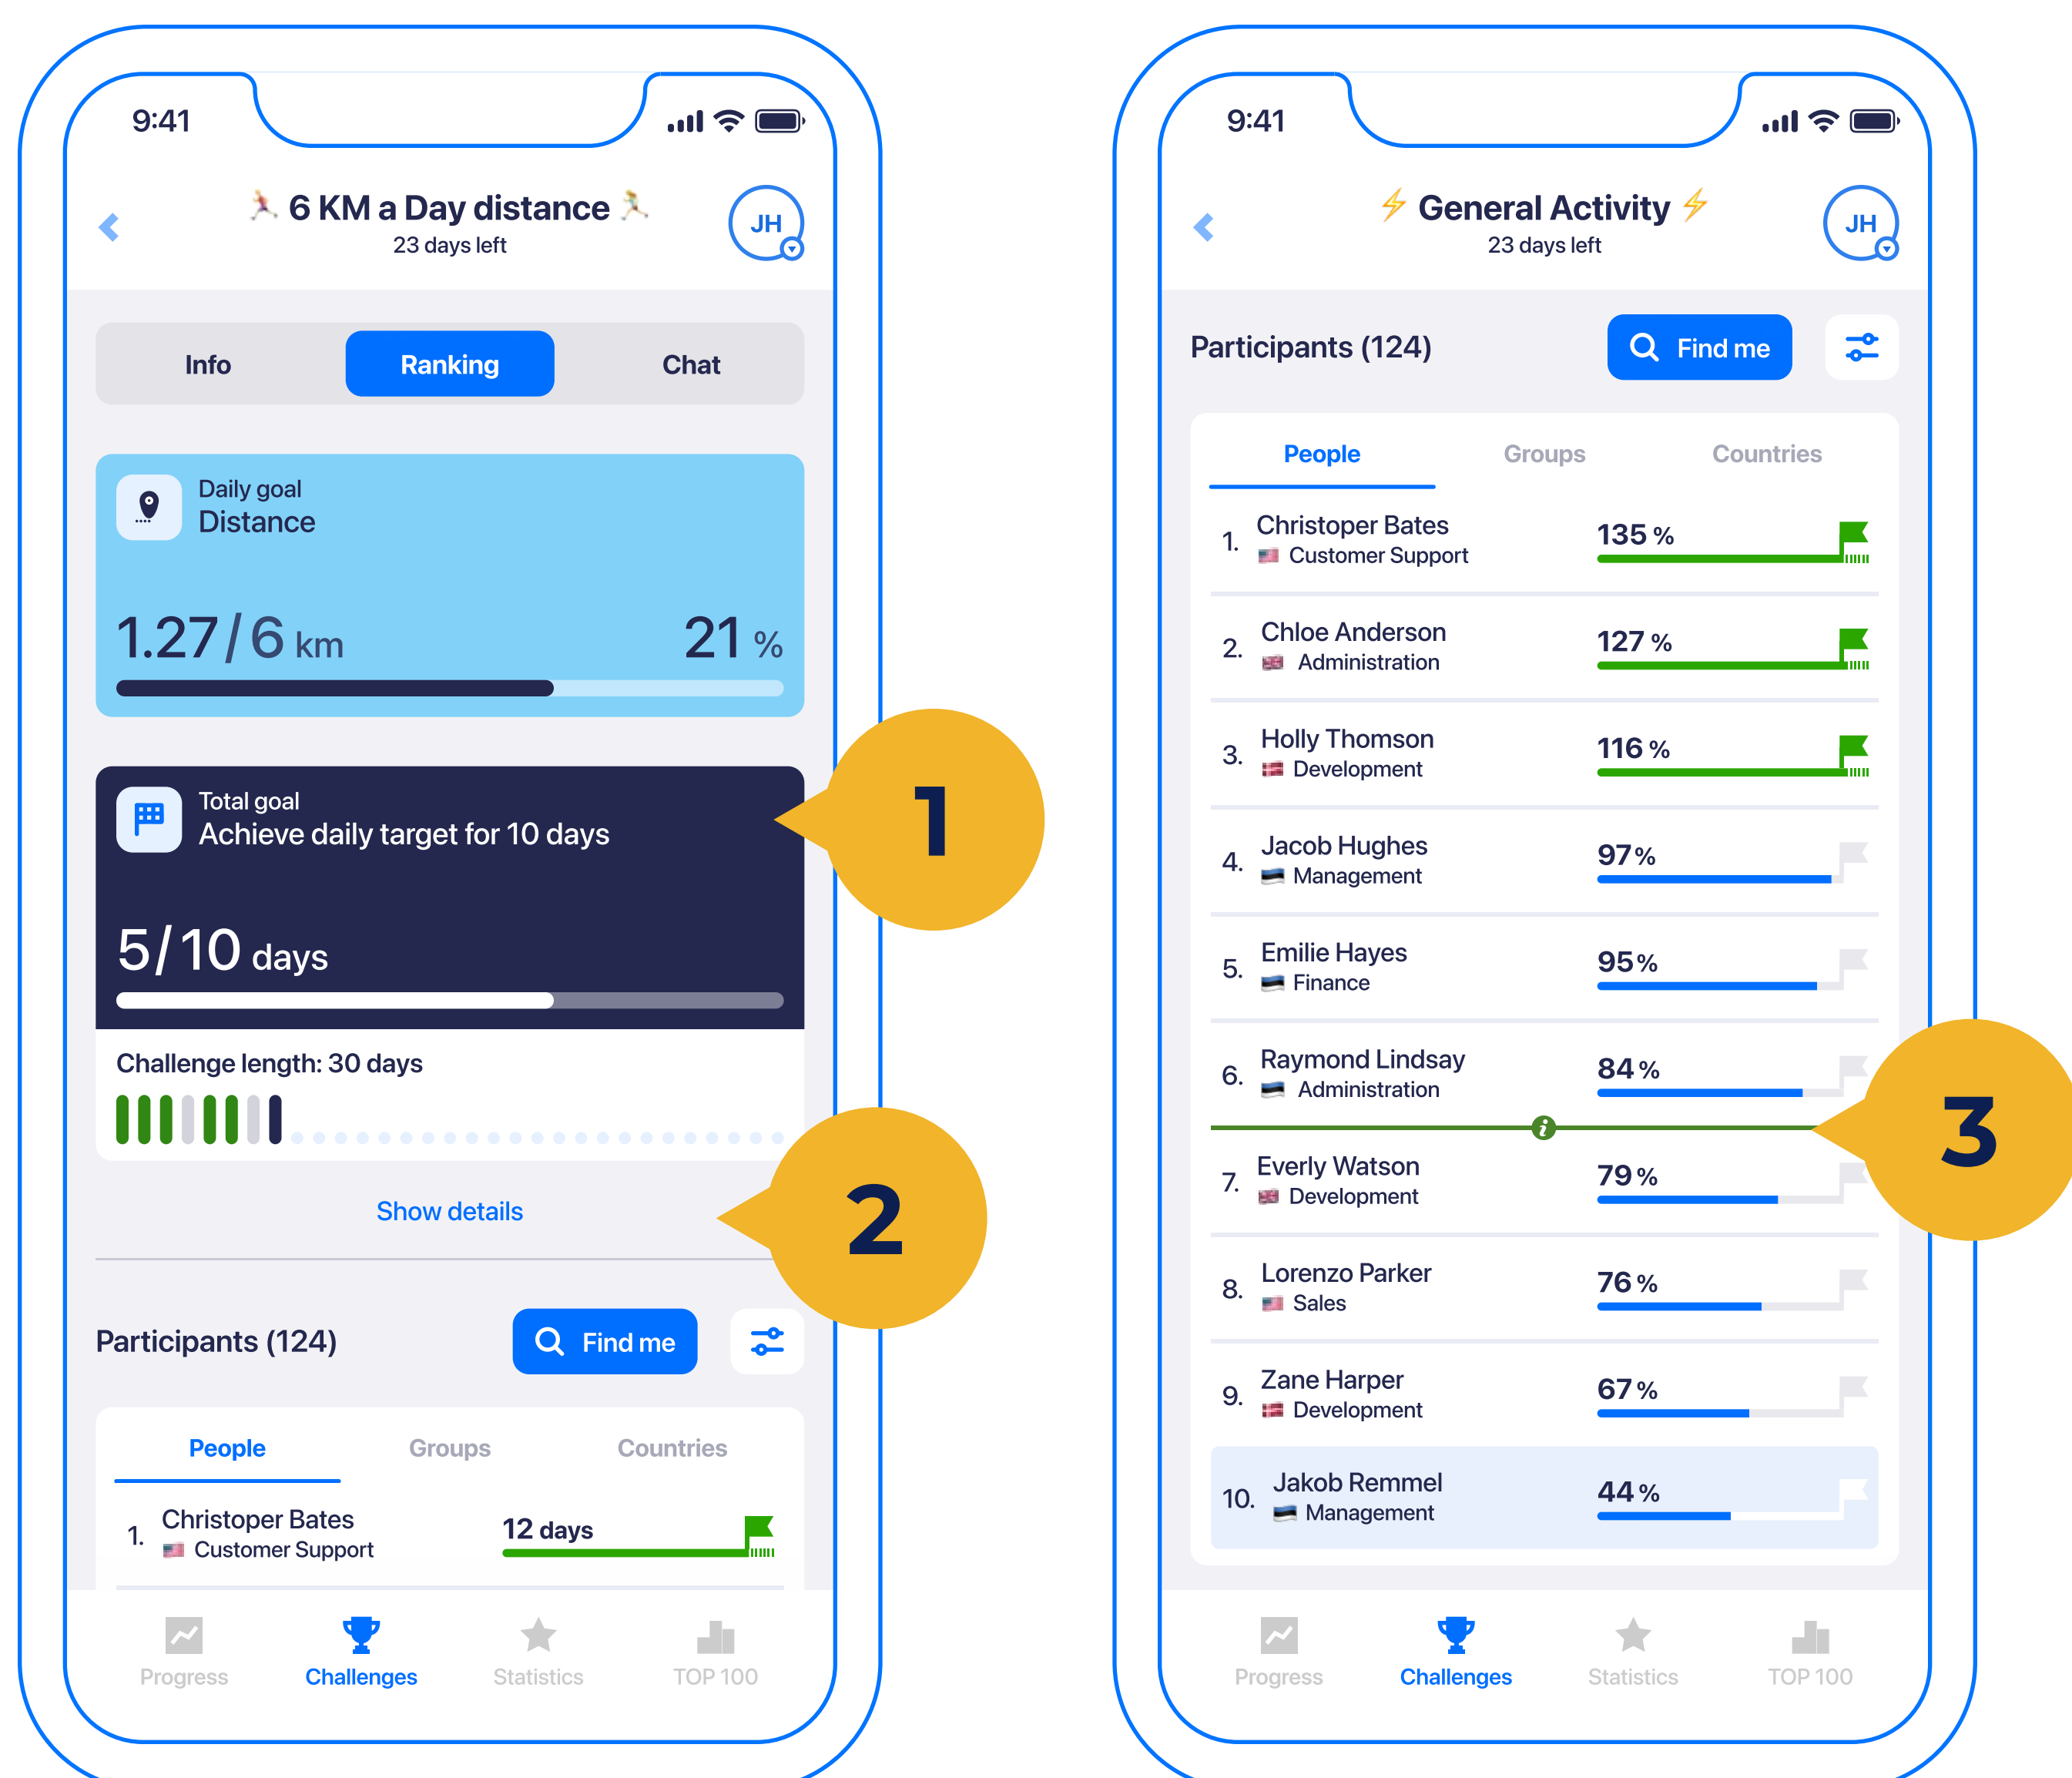 9:41
6 KM a Day distance
23 days left
JH
Info
Ranking
Chat
Daily goal
Distance
1.27/6 km
21 %
Total goal
Achieve daily target for 10 days
1
5/10 days
Challenge length: 30 days
Show details
2
Participants (124)
Find me
People
Groups
Countries
1.
Christoper Bates
Customer Support
12 days
Progress
Challenges
Statistics
TOP 100
9:41
General Activity
23 days left
JH
Participants (124)
Find me
People
Groups
Countries
1.
Christoper Bates
Customer Support
135 %
2.
Chloe Anderson
Administration
127 %
3.
Holly Thomson
Development
116 %
4.
Jacob Hughes
Management
97%
5.
Emilie Hayes
Finance
95%
6.
Raymond Lindsay
Administration
84 %
i
3
7.
Everly Watson
Development
79 %
8.
Lorenzo Parker
Sales
76 %
9.
Zane Harper
Development
67 %
10.
Jakob Remmel
Management
44 %
Progress
Challenges
Statistics
TOP 100